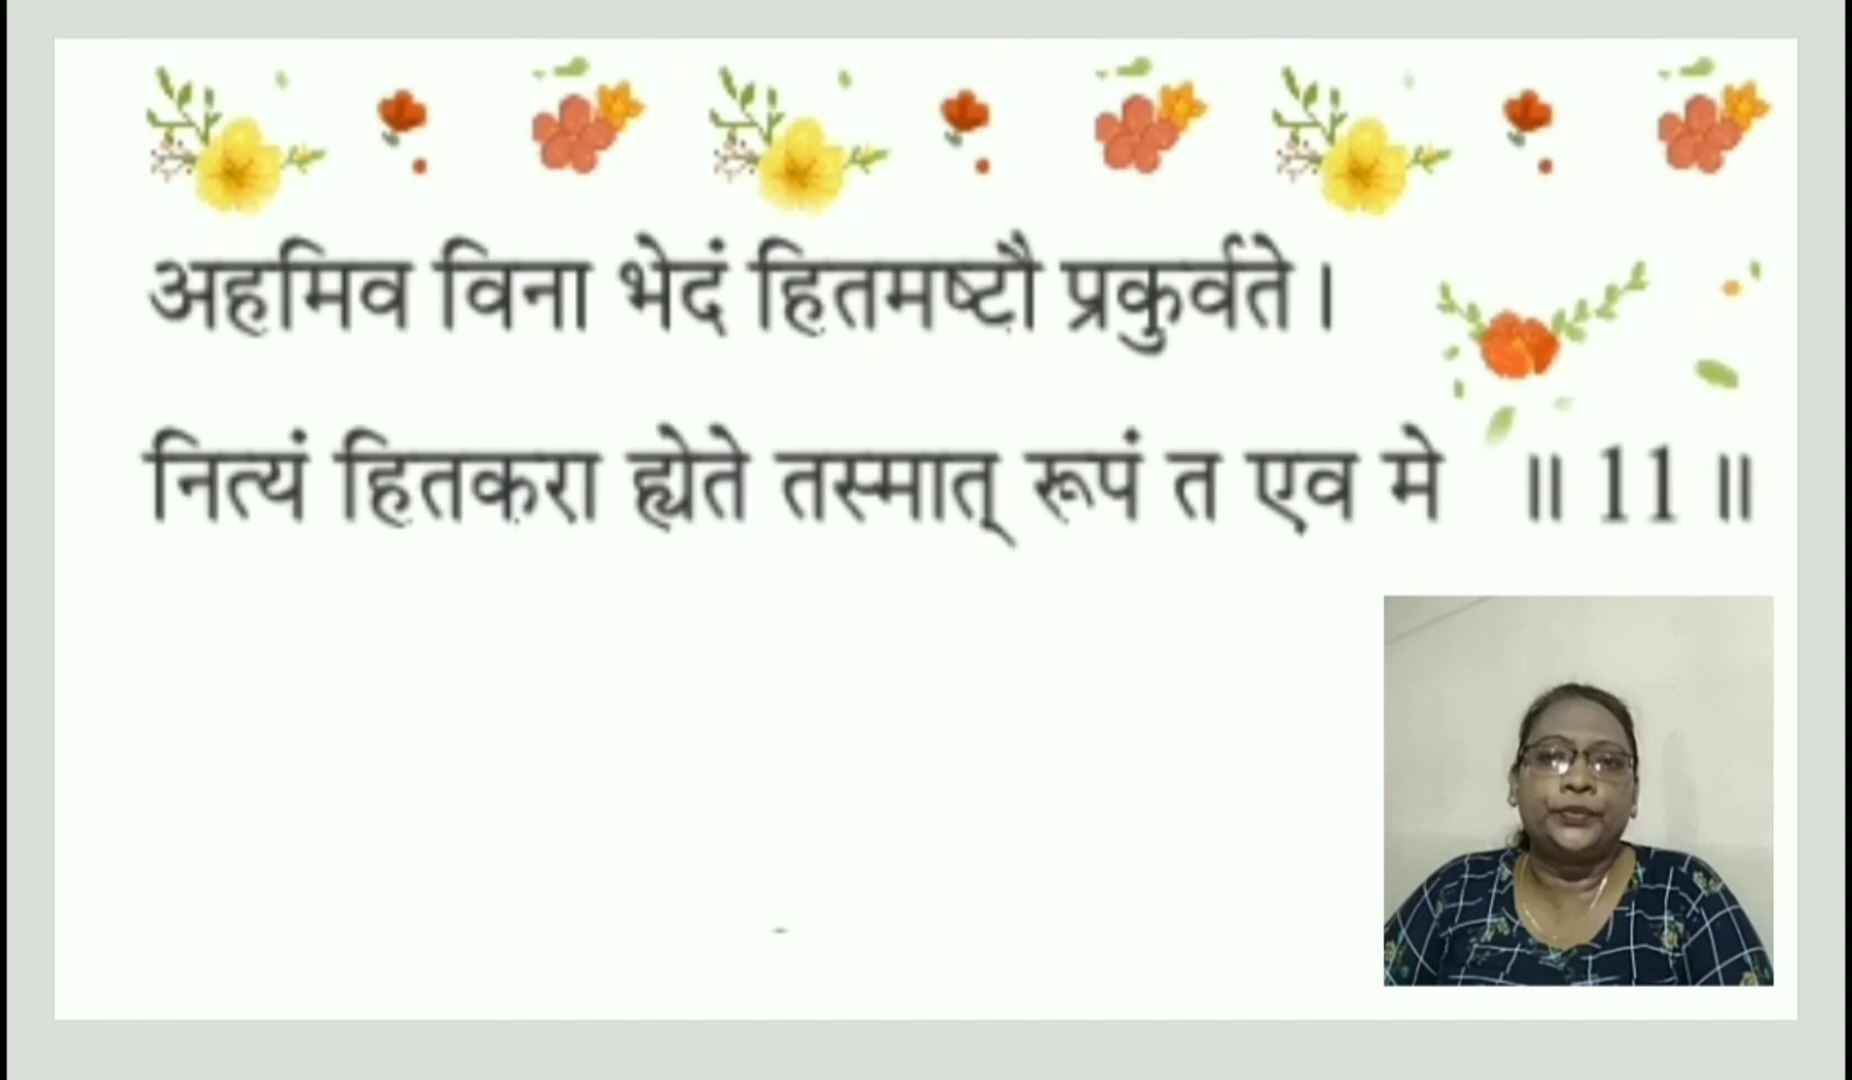 अहमिव विना भेदं हितमष्टौ प्रकुर्वते।
नित्यं हितकरा ह्येते तस्मात् रूपं त एव मे ॥ 11 ॥